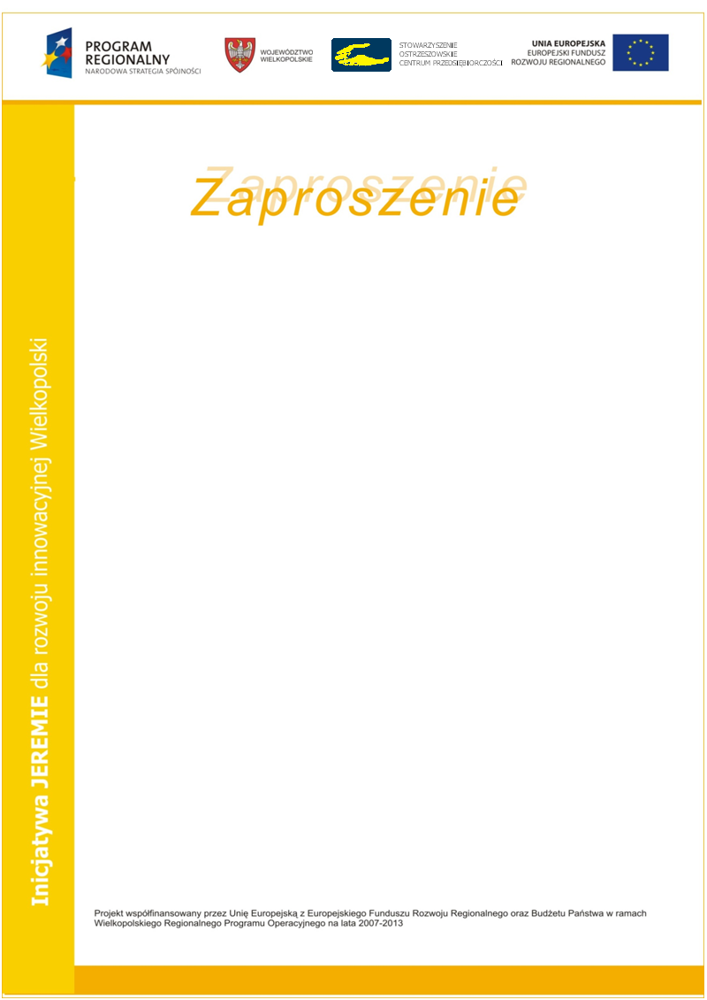 PROGRAM
REGIONALNY
NARODOWA STRATEGIA SPÓJNOŚCI
WOJEWÓDZTWO
WIELKOPOLSKIE
STOWARZYSZENIE
OSTRZESZOWSKIE
CENTRUM PRZEDSIĘBIORCZOŚCI
UNIA EUROPEJSKA
EUROPEJSKI FUNDUSZ
ROZWOJU REGIONALNEGO
Zaproszenie
Inicjatywa JEREMIE dla rozwoju innowacyjnej Wielkopolski
Projekt współfinansowany przez Unię Europejską z Europejskiego Funduszu Rozwoju Regionalnego oraz Budżetu Państwa w ramach
Wielkopolskiego Regionalnego Programu Operacyjnego na lata 2007-2013